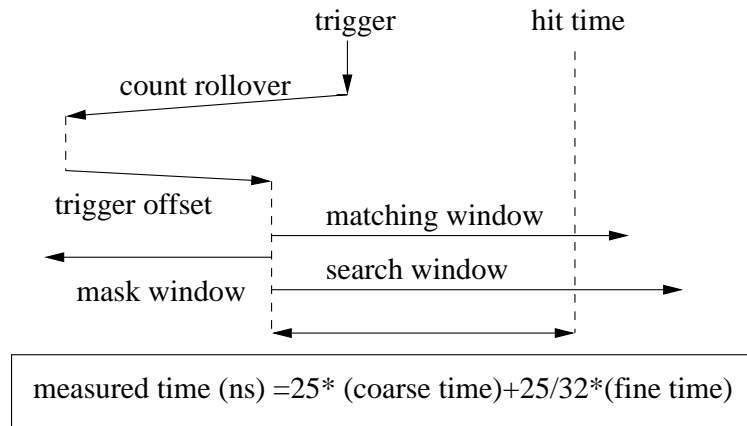 trigger
hit time
count rollover
trigger offset
matching window
mask window
search window
measured time (ns) =25* (coarse time)+25/32*(fine time)